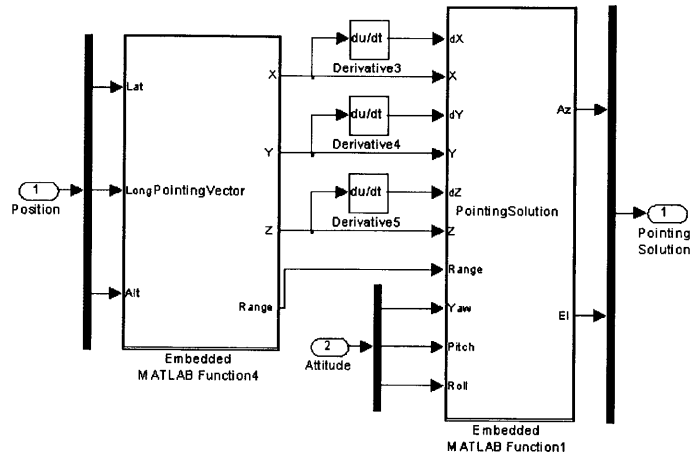 1
Position
Lat
Long
Alt
PointingVector
X
Y
Z
Range
Embedded
MATLAB Function4
du/dt
Derivative3
du/dt
Derivative4
du/dt
Derivative5
2
Attitude
dX
X
dY
Y
dZ
Z
Range
Yaw
Pitch
Roll
PointingSolution
Az
El
Embedded
MATLAB Function1
1
Pointing
Solution